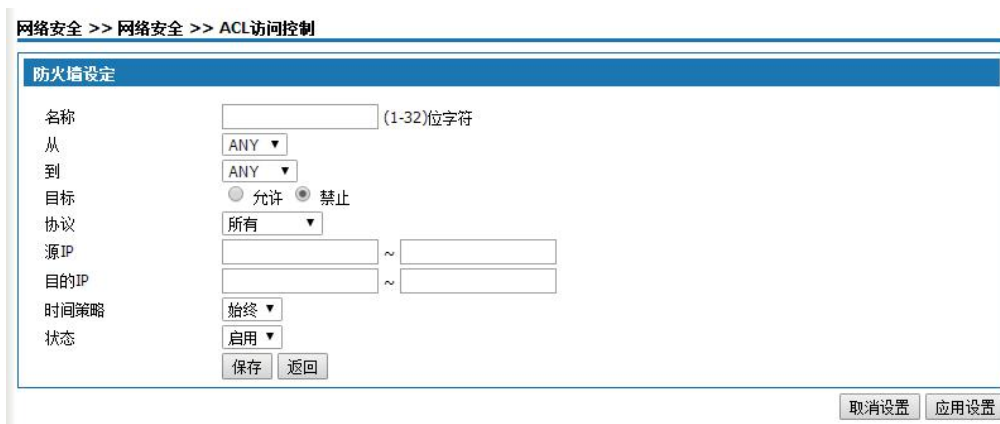 网络安全 >> 网络安全 >> ACL访问控制
防火墙设定
名称 (1-32)位字符
从 ANY
到 ANY
目标 允许 禁止
协议 所有
源IP ~
目的IP ~
时间策略 始终
状态 启用
保存 返回
取消设置 应用设置